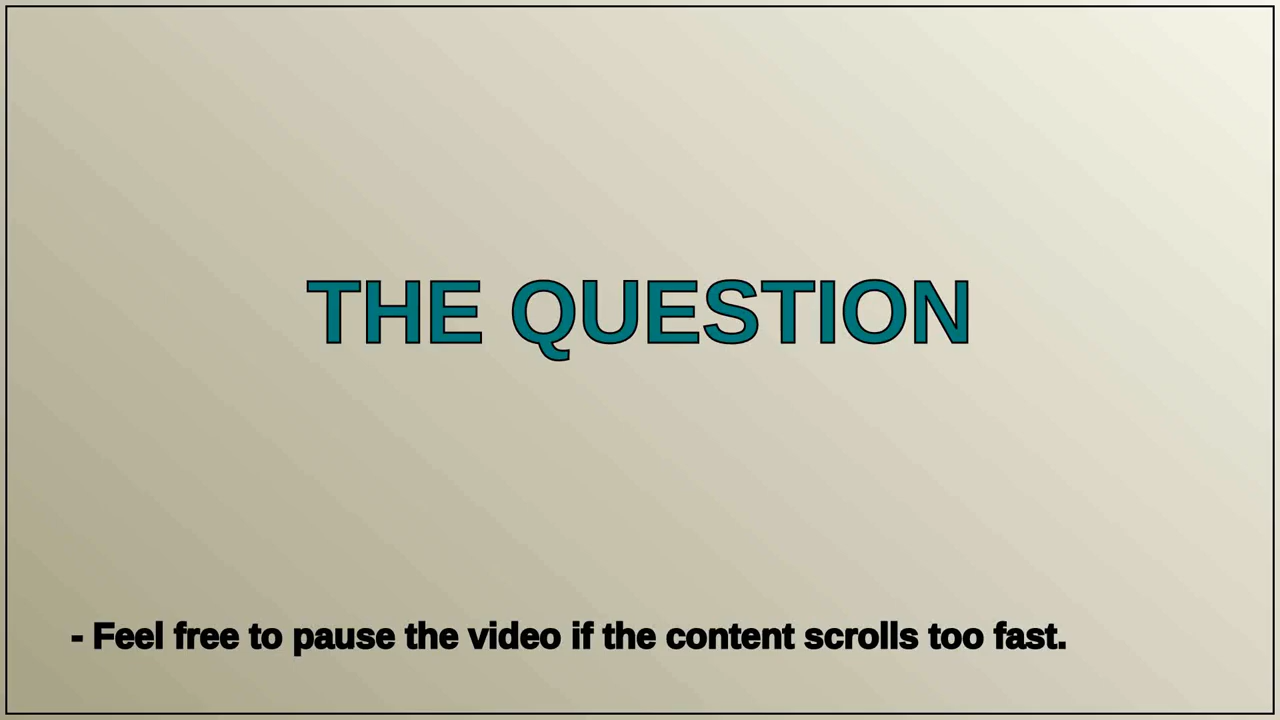 THE QUESTION
- Feel free to pause the video if the content scrolls too fast.